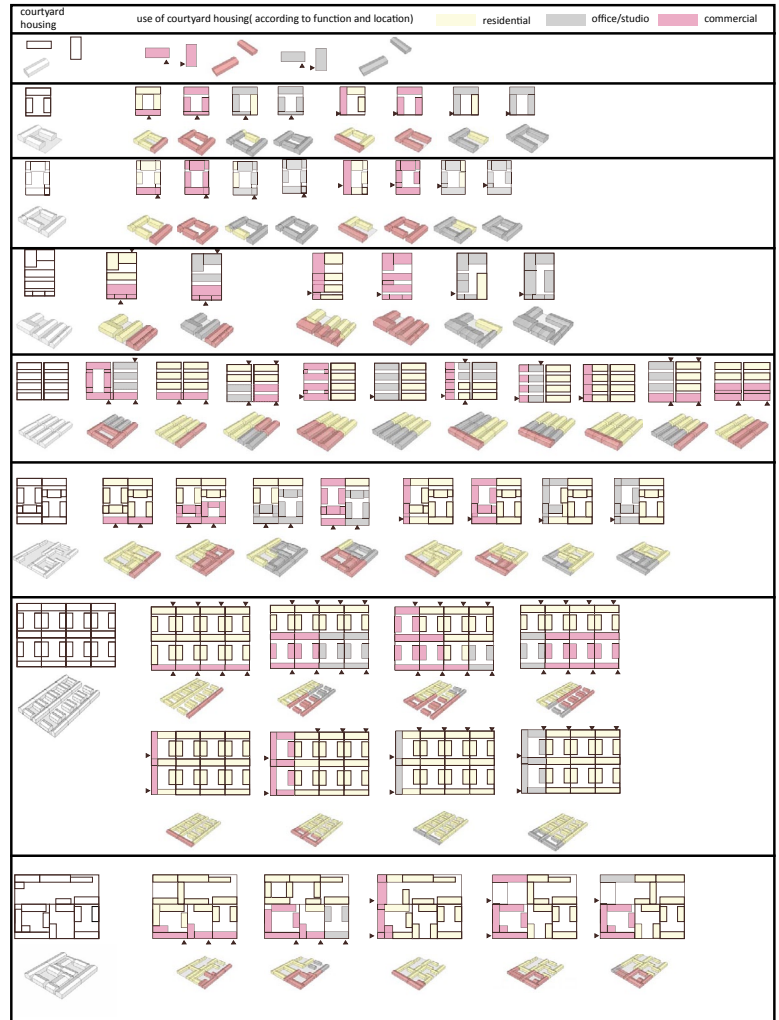 courtyard
housing
use of courtyard housing( according to function and location)
residential
office/studio
commercial